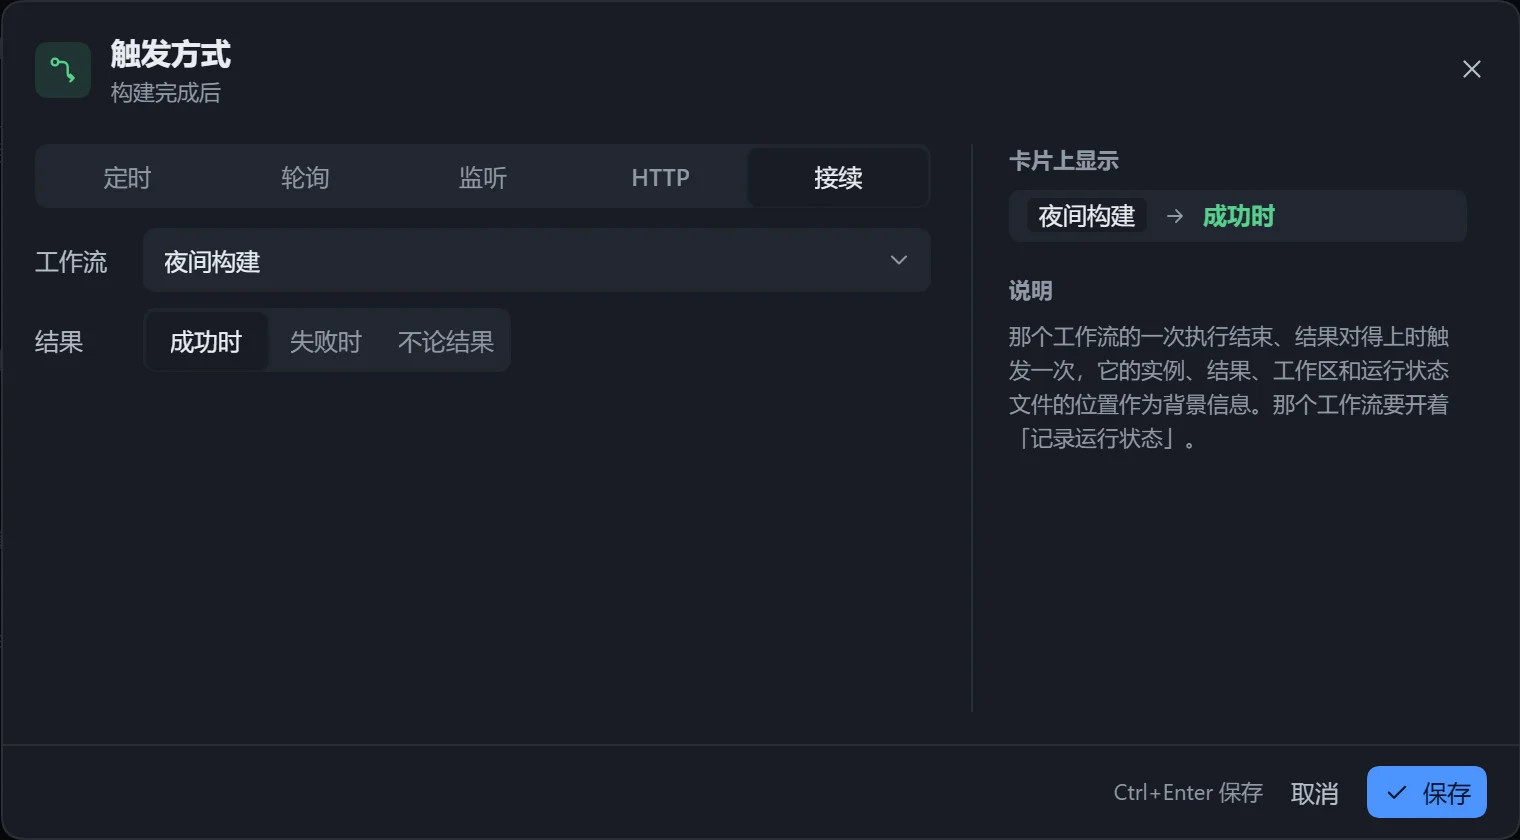 触发方式
构建完成后
定时 轮询 监听 HTTP 接续
工作流 夜间构建
结果 成功时 失败时 不论结果
卡片上显示
夜间构建 → 成功时
说明
那个工作流的一次执行结束、结果对得上时触
发一次，它的实例、结果、工作区和运行状态
文件的位置作为背景信息。那个工作流要开着
「记录运行状态」。
Ctrl+Enter 保存 取消 保存